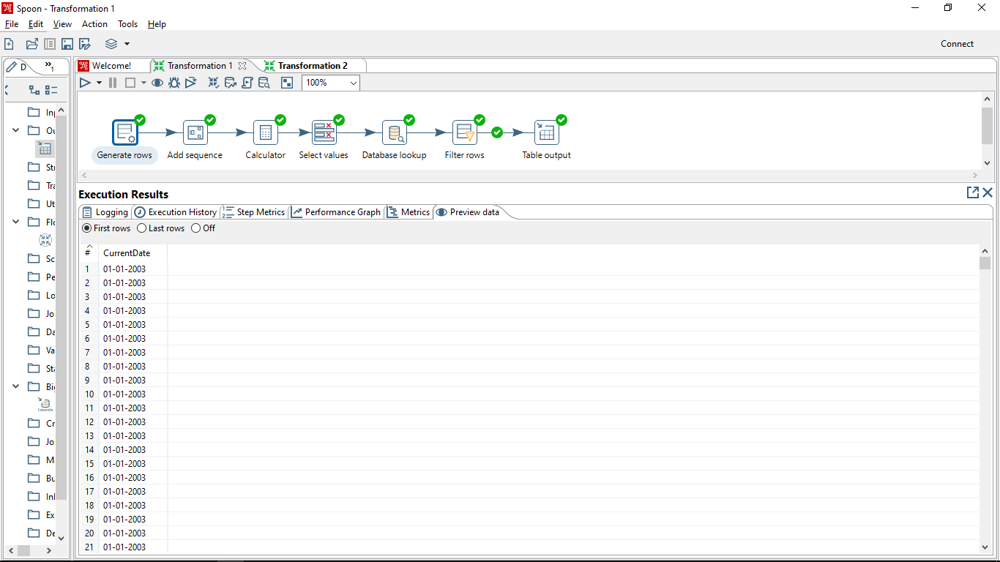 Spoon - Transformation 1
File Edit View Action Tools Help
Connect
D »1
Welcome! Transformation 1 Transformation 2
100%
Inp
Ou
Str
Tra
Ut
Flo
Sc
Pe
Lo
Jo
Da
Va
Sta
Big
Cassandra
Cr
Jo
M
Bu
Inl
Ex
De
Generate rows Add sequence Calculator Select values Database lookup Filter rows Table output
Execution Results
Logging Execution History Step Metrics Performance Graph Metrics Preview data
First rows Last rows Off
# CurrentDate
1 01-01-2003
2 01-01-2003
3 01-01-2003
4 01-01-2003
5 01-01-2003
6 01-01-2003
7 01-01-2003
8 01-01-2003
9 01-01-2003
10 01-01-2003
11 01-01-2003
12 01-01-2003
13 01-01-2003
14 01-01-2003
15 01-01-2003
16 01-01-2003
17 01-01-2003
18 01-01-2003
19 01-01-2003
20 01-01-2003
21 01-01-2003